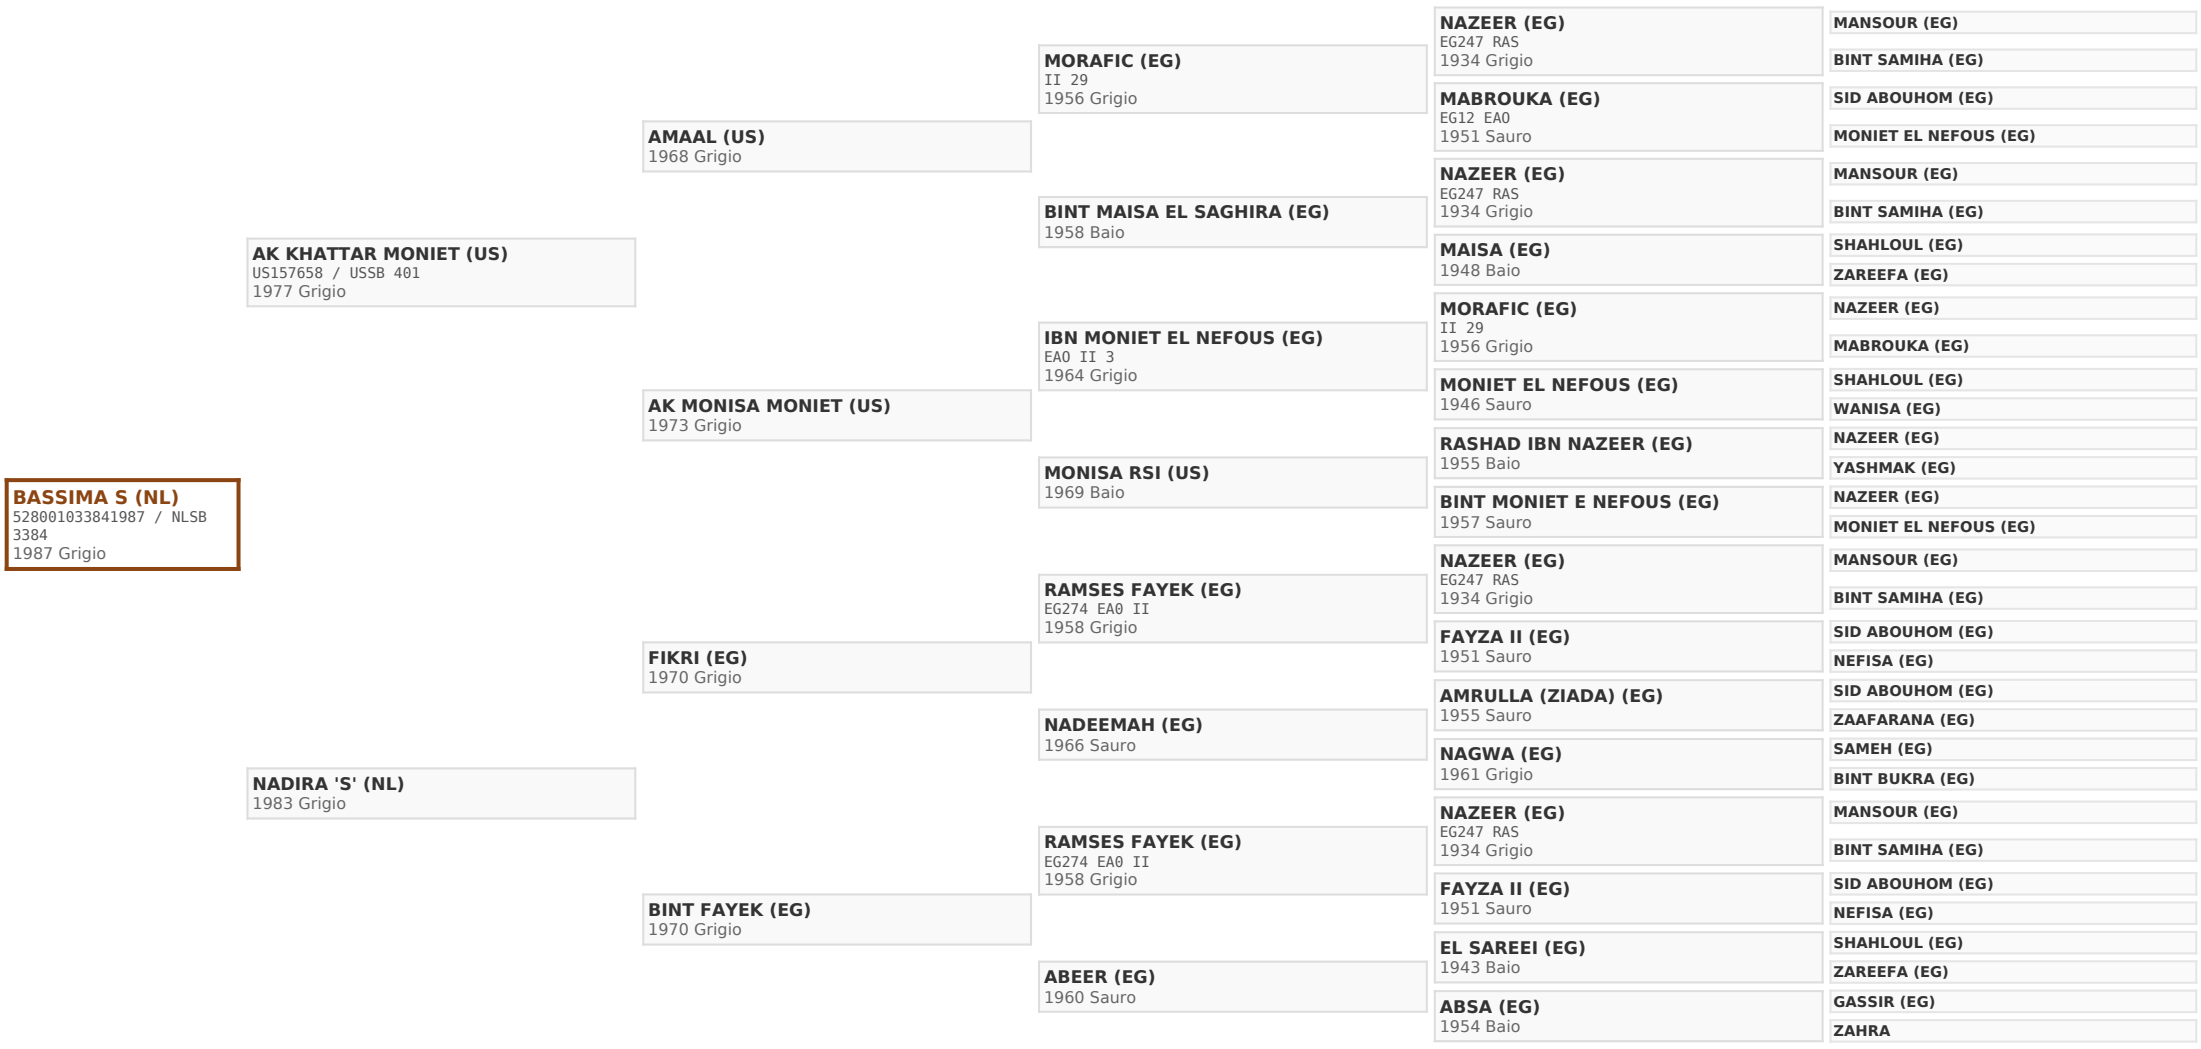 BASSIMA S (NL)
528001033841987 / NLSB
3384
1987 Grigio
AK KHATTAR MONIET (US)
US157658 / USSB 401
1977 Grigio
NADIRA 'S' (NL)
1983 Grigio
AMAAL (US)
1968 Grigio
AK MONISA MONIET (US)
1973 Grigio
FIKRI (EG)
1970 Grigio
BINT FAYEK (EG)
1970 Grigio
MORAFIC (EG)
II 29
1956 Grigio
BINT MAISA EL SAGHIRA (EG)
1958 Baio
IBN MONIET EL NEFOUS (EG)
EAO II 3
1964 Grigio
MONISA RSI (US)
1969 Baio
RAMSES FAYEK (EG)
EG274 EA0 II
1958 Grigio
NADEEMAH (EG)
1966 Sauro
RAMSES FAYEK (EG)
EG274 EA0 II
1958 Grigio
ABEER (EG)
1960 Sauro
NAZEER (EG)
EG247 RAS
1934 Grigio
MABROUKA (EG)
EG12 EAO
1951 Sauro
NAZEER (EG)
EG247 RAS
1934 Grigio
MAISA (EG)
1948 Baio
MORAFIC (EG)
II 29
1956 Grigio
MONIET EL NEFOUS (EG)
1946 Sauro
RASHAD IBN NAZEER (EG)
1955 Baio
BINT MONIET E NEFOUS (EG)
1957 Sauro
NAZEER (EG)
EG247 RAS
1934 Grigio
FAYZA II (EG)
1951 Sauro
AMRULLA (ZIADA) (EG)
1955 Sauro
NAGWA (EG)
1961 Grigio
NAZEER (EG)
EG247 RAS
1934 Grigio
FAYZA II (EG)
1951 Sauro
EL SAREEI (EG)
1943 Baio
ABSA (EG)
1954 Baio
MANSOUR (EG)
BINT SAMIHA (EG)
SID ABOUHOM (EG)
MONIET EL NEFOUS (EG)
MANSOUR (EG)
BINT SAMIHA (EG)
SHAHLOUL (EG)
ZAREEFA (EG)
NAZEER (EG)
MABROUKA (EG)
SHAHLOUL (EG)
WANISA (EG)
NAZEER (EG)
YASHMAK (EG)
NAZEER (EG)
MONIET EL NEFOUS (EG)
MANSOUR (EG)
BINT SAMIHA (EG)
SID ABOUHOM (EG)
NEFISA (EG)
SID ABOUHOM (EG)
ZAAFARANA (EG)
SAMEH (EG)
BINT BUKRA (EG)
MANSOUR (EG)
BINT SAMIHA (EG)
SID ABOUHOM (EG)
NEFISA (EG)
SHAHLOUL (EG)
ZAREEFA (EG)
GASSIR (EG)
ZAHRA